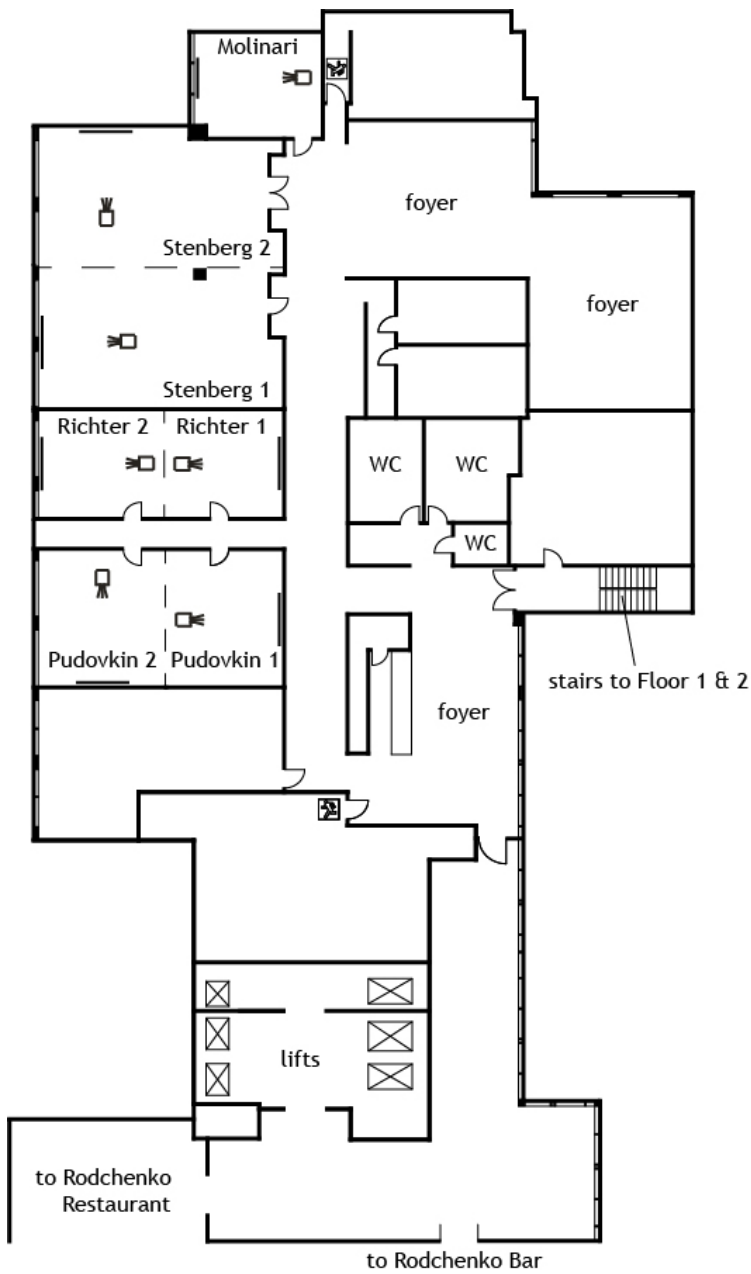 Molinari
foyer
Stenberg 2
foyer
Stenberg 1
Richter 2
Richter 1
WC
WC
WC
Pudovkin 2
Pudovkin 1
stairs to Floor 1 & 2
foyer
lifts
to Rodchenko
Restaurant
to Rodchenko Bar